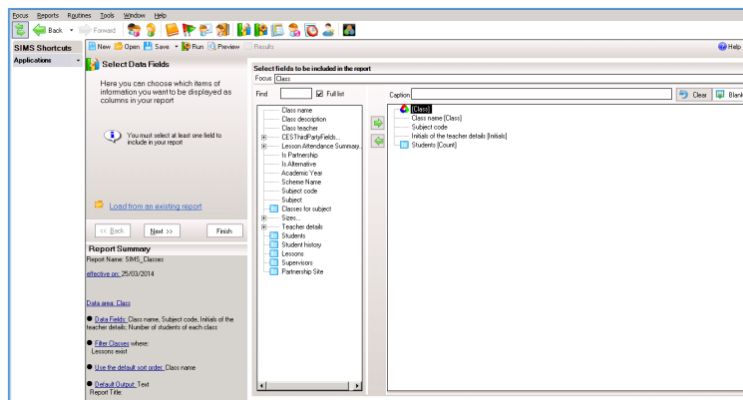 Focus Reports Routines Tools Window Help
Back Forward
SIMS Shortcuts
Applications
New Open Save Run Preview Results Help
Select Data Fields
Here you can choose which items of
information you want to be displayed as
columns in your report
You must select at least one field to
include in your report
Load from an existing report
<< Back Next >> Finish
Report Summary
Report Name: SIMS_Classes
effective on: 25/03/2014
Data area: Class
Data Fields: Class name, Subject code, Initials of the
teacher details; Number of students of each class
Filter Classes where:
Lessons exist
Use the default sort order: Class name
Default Output: Text
Report Title:
Select fields to be included in the report
Focus Class
Find Full list
Class name
Class description
Class teacher
CESThirdPartyFields...
Lesson Attendance Summary.
Is Partnership
Is Alternative
Academic Year
Scheme Name
Subject code
Subject
Classes for subject
Sizes...
Teacher details
Students
Student history
Lessons
Supervisors
Partnership Site
Caption Clear Blank
[Class]
Class name [Class]
Subject code
Initials of the teacher details [Initials]
Students [Count]